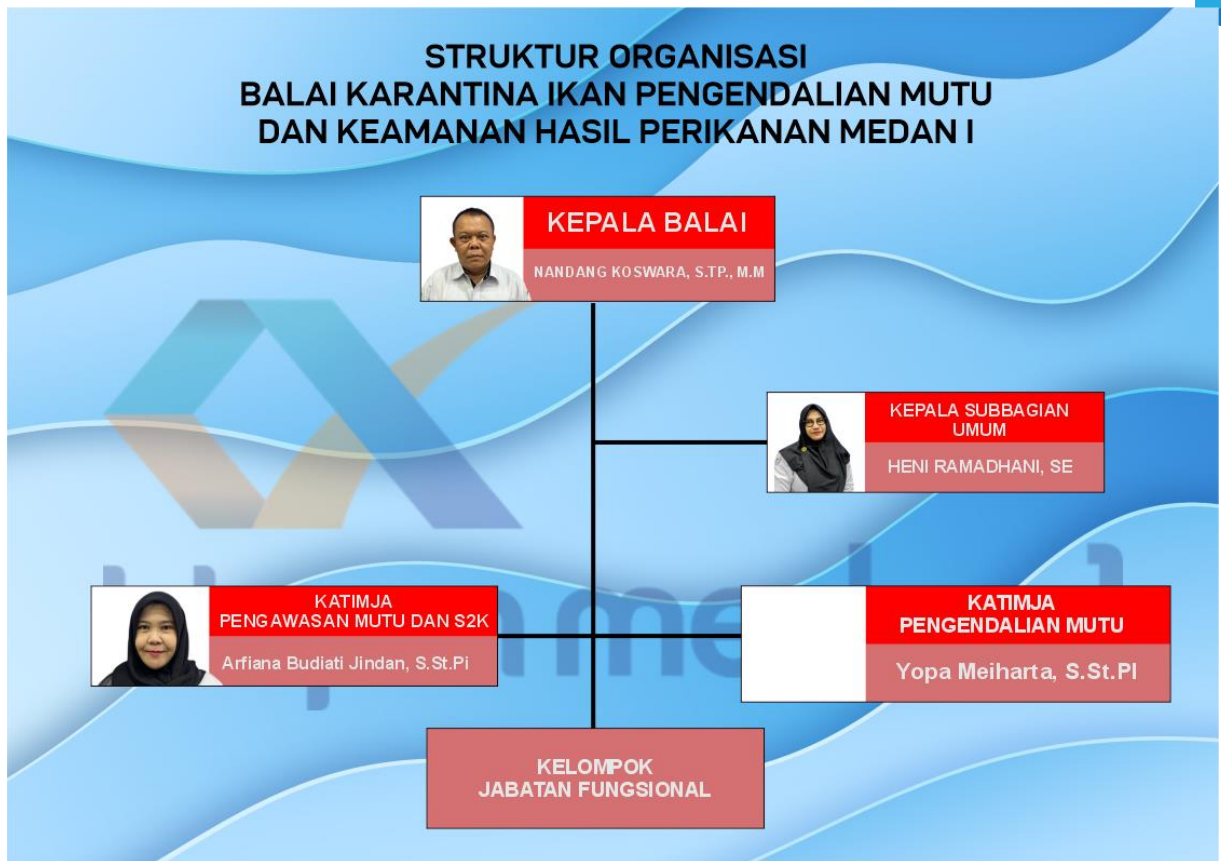 STRUKTUR ORGANISASI
BALAI KARANTINA IKAN PENGENDALIAN MUTU
DAN KEAMANAN HASIL PERIKANAN MEDAN I
KEPALA BALAI
NANDANG KOSWARA, S.TP., M.M
KEPALA SUBBAGIAN
UMUM
HENI RAMADHANI, SE
KATIMJA
PENGAWASAN MUTU DAN S2K
Arfiana Budiati Jindan, S.St.Pi
KATIMJA
PENGENDALIAN MUTU
Yopa Meiharta, S.St.PI
KELOMPOK
JABATAN FUNGSIONAL